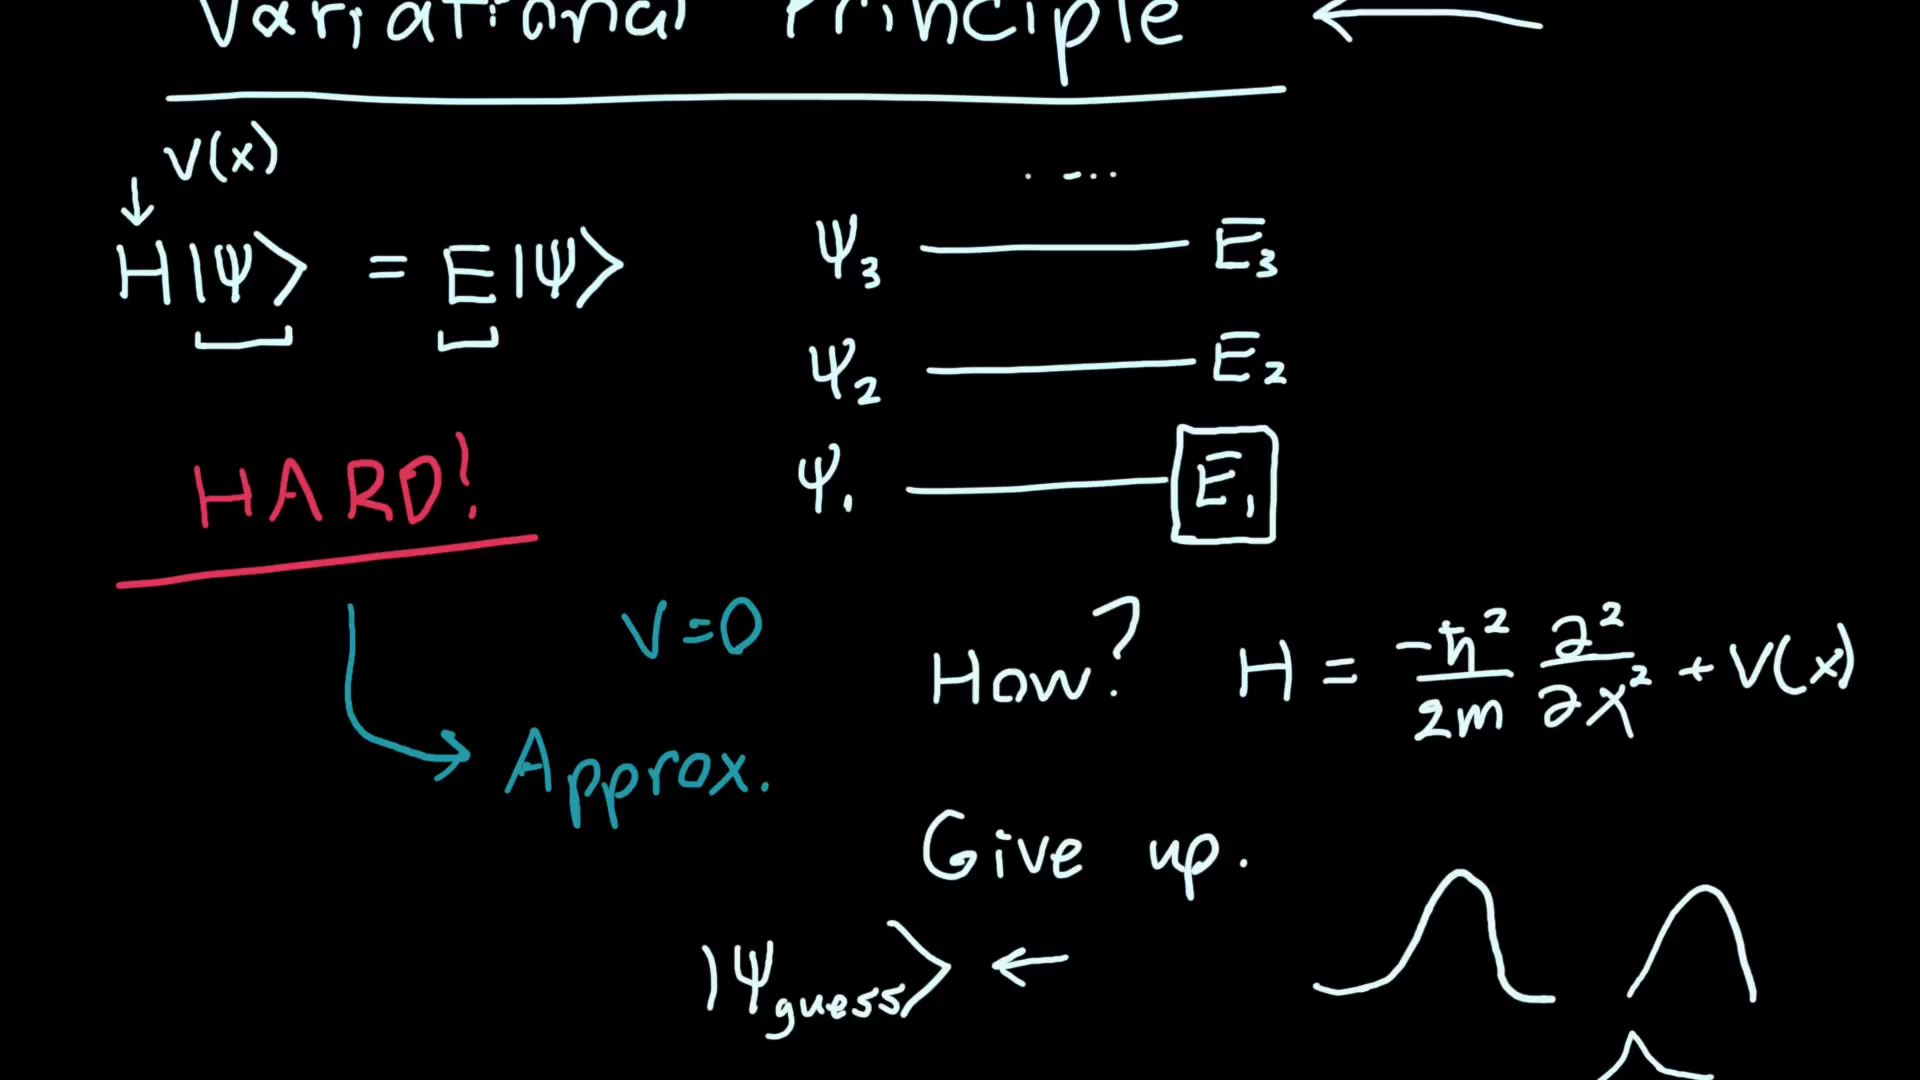 Variational Principle
V(x)
H|ψ⟩ = E|ψ⟩
....
ψ₃ E₃
ψ₂ E₂
ψ₁ E₁
HARD!
V=0
Approx.
How? H = -ħ²/2m ∂²/∂x² + V(x)
Give up.
|ψguess⟩